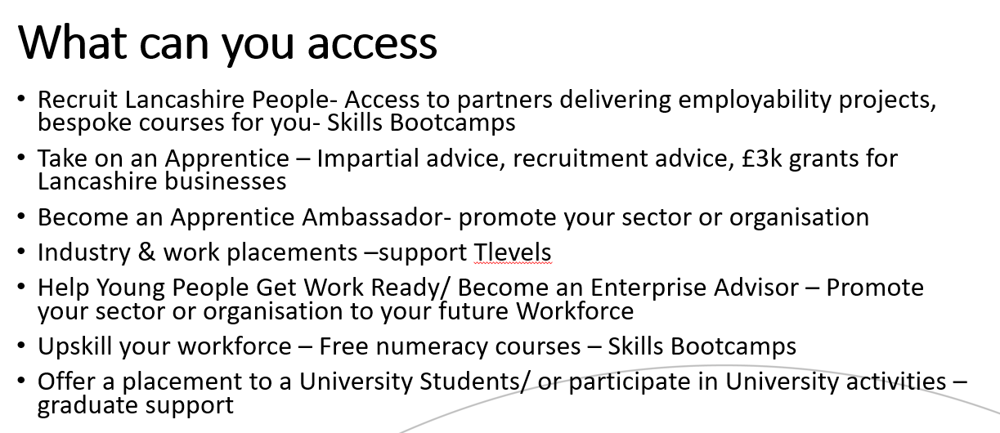 What can you access
• Recruit Lancashire People- Access to partners delivering employability projects,
bespoke courses for you- Skills Bootcamps
• Take on an Apprentice – Impartial advice, recruitment advice, £3k grants for
Lancashire businesses
• Become an Apprentice Ambassador- promote your sector or organisation
• Industry & work placements –support Tlevels
• Help Young People Get Work Ready/ Become an Enterprise Advisor – Promote
your sector or organisation to your future Workforce
• Upskill your workforce – Free numeracy courses – Skills Bootcamps
• Offer a placement to a University Students/ or participate in University activities –
graduate support